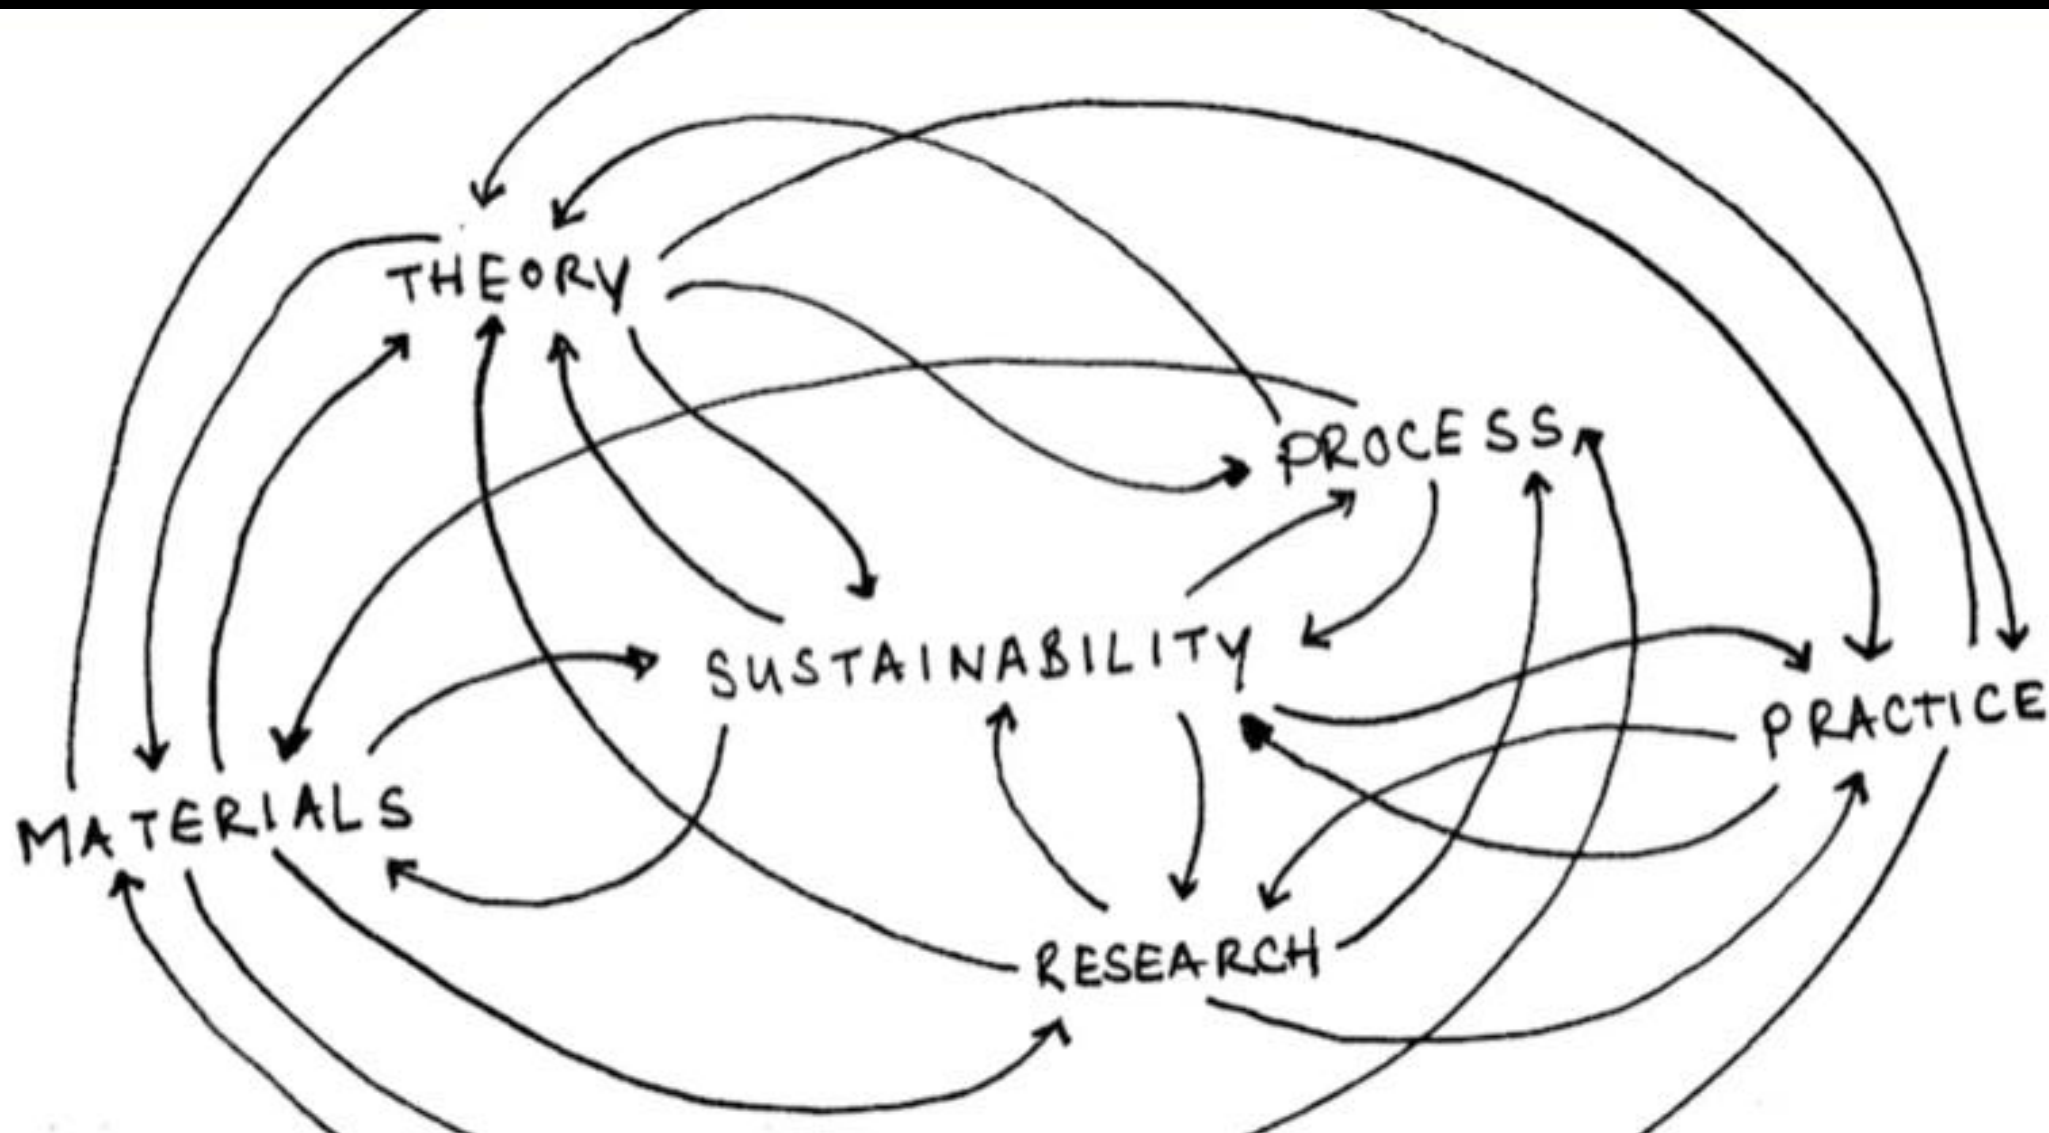 THEORY
PROCESS
SUSTAINABILITY
PRACTICE
MATERIALS
RESEARCH